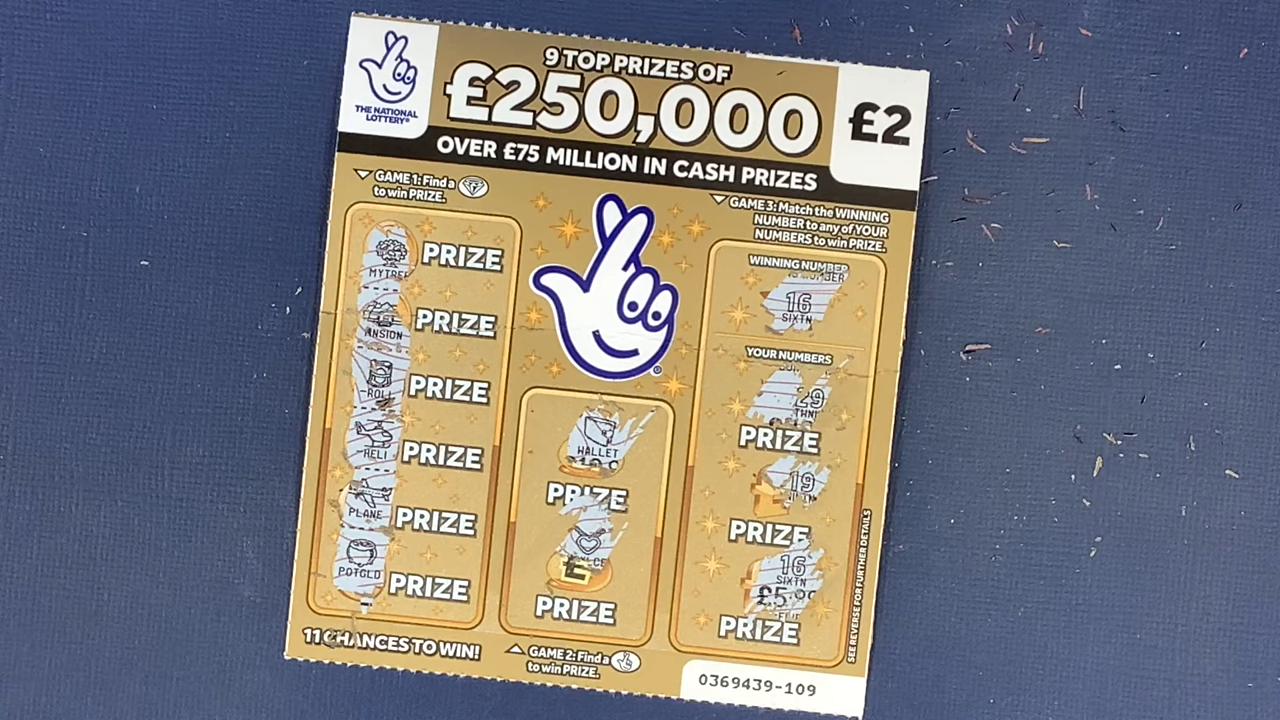 9 TOP PRIZES OF
£250,000
£2
THE NATIONAL
LOTTERY®
OVER £75 MILLION IN CASH PRIZES
GAME 1: Find a
to win PRIZE.
MYTREE
PRIZE
ANSION
PRIZE
ROLL
PRIZE
HELI
PRIZE
PLANE
PRIZE
POTGLD
PRIZE
11 CHANCES TO WIN!
WALLET
PRIZE
PRIZE
GAME 2: Find a
to win PRIZE.
GAME 3: Match the WINNING
NUMBER to any of YOUR
NUMBERS to win PRIZE.
WINNING NUMBER
16
SIXTN
YOUR NUMBERS
29
PRIZE
19
PRIZE
16
SIXTN
PRIZE
SEE REVERSE FOR FURTHER DETAILS
0369439-109